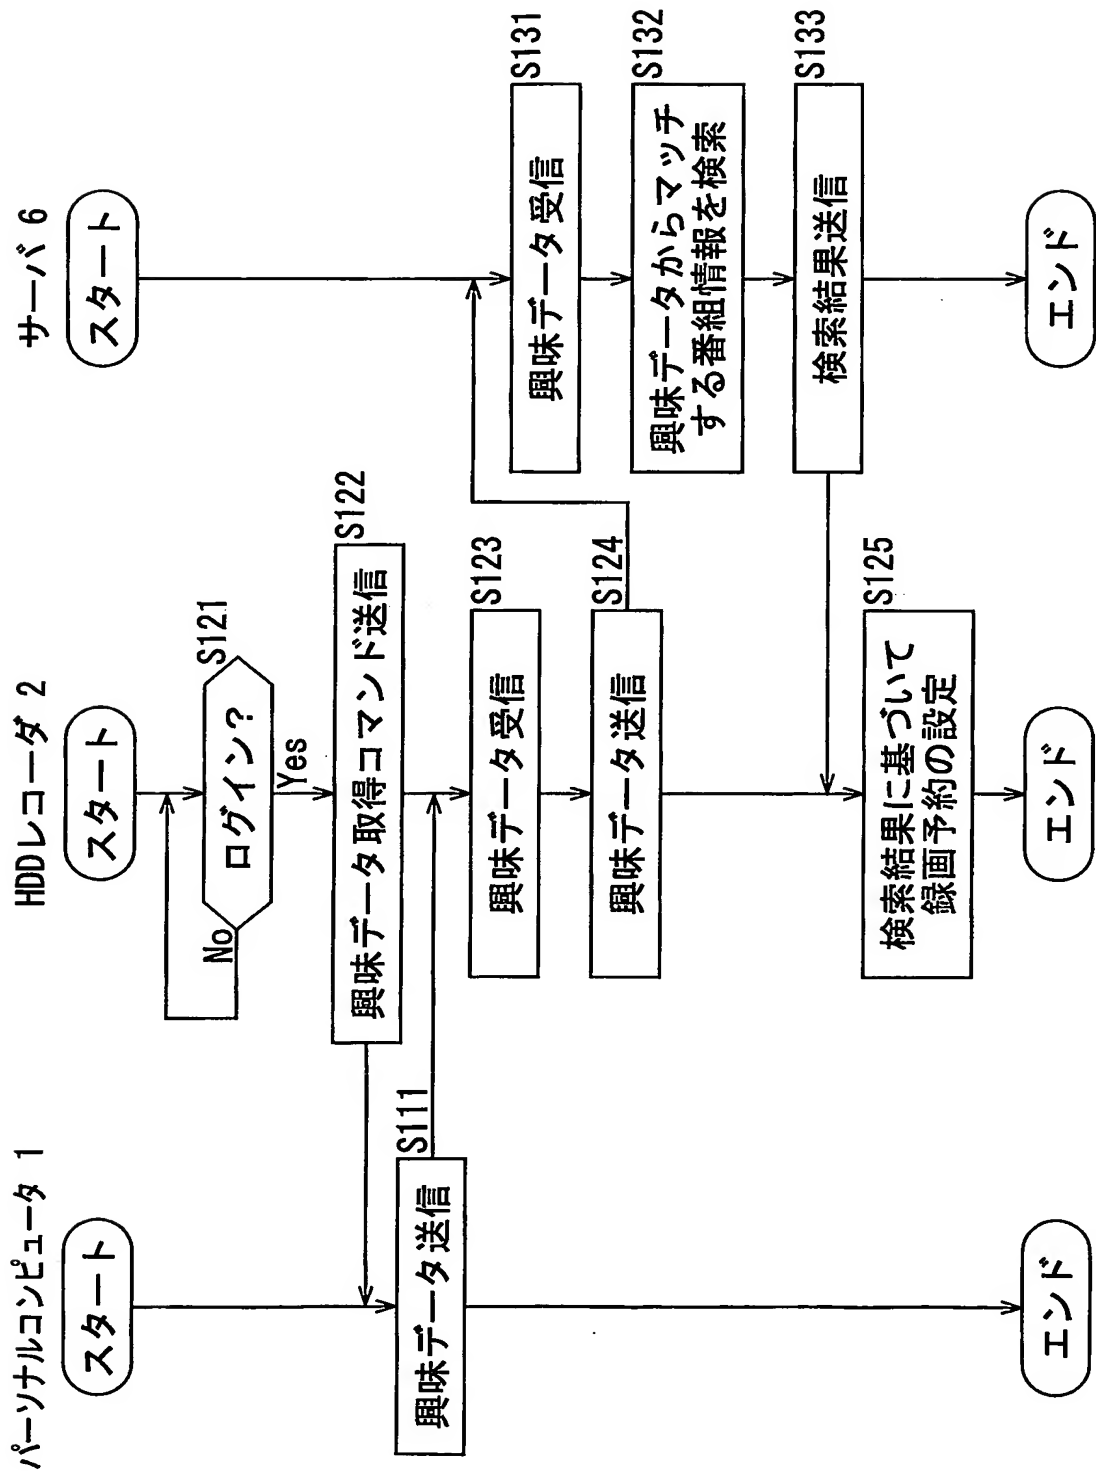 パーソナルコンピュータ 1
スタート
興味データ送信
S111
エンド
HDDレコーダ 2
スタート
ログイン?
S121
No
Yes
興味データ取得コマンド送信
S122
興味データ受信
S123
興味データ送信
S124
検索結果に基づいて
録画予約の設定
S125
エンド
サーバ 6
スタート
興味データ受信
S131
興味データからマッチ
する番組情報を検索
S132
検索結果送信
S133
エンド